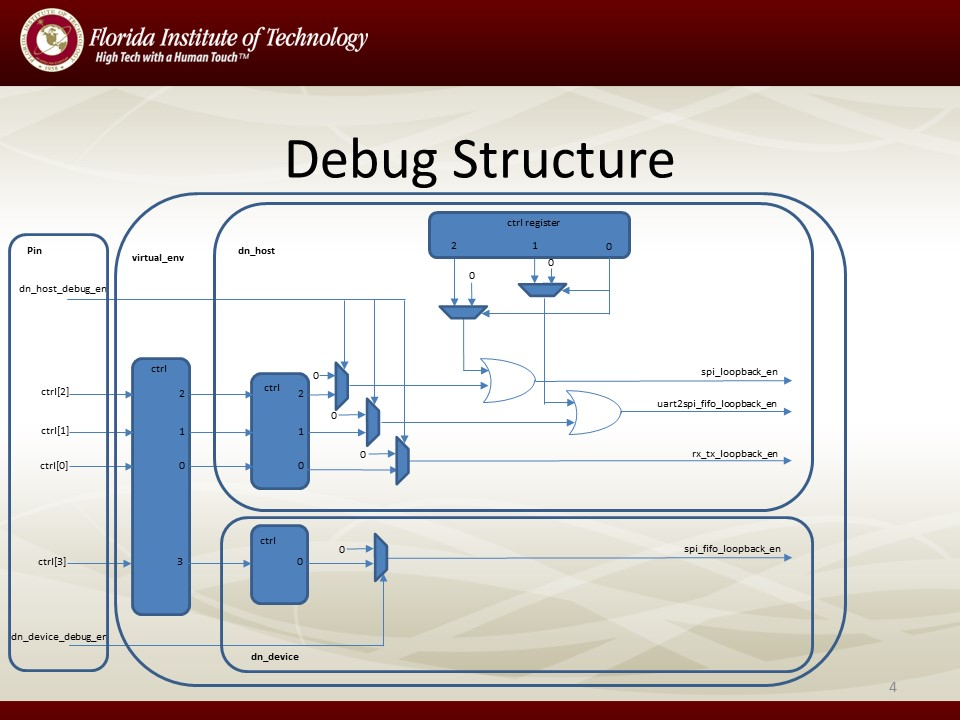 Florida Institute of Technology
High Tech with a Human Touch™
Debug Structure
ctrl register
2 1 0
0
0
Pin
virtual_env
dn_host
dn_host_debug_en
ctrl
ctrl
0
ctrl[2]
2
2
0
ctrl[1]
1
1
0
ctrl[0]
0
0
spi_loopback_en
uart2spi_fifo_loopback_en
rx_tx_loopback_en
ctrl
0
ctrl[3]
3
0
spi_fifo_loopback_en
dn_device_debug_en
dn_device
4